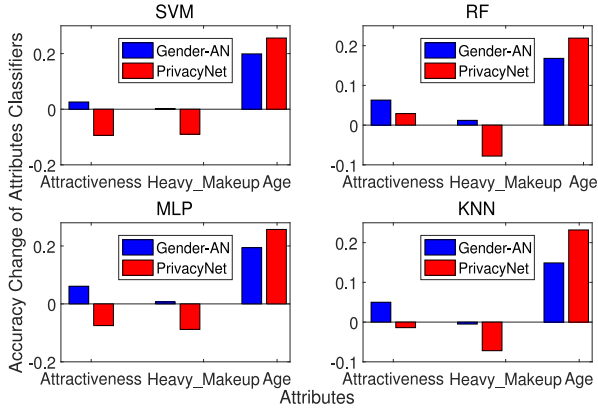 Accuracy Change of Attributes Classifiers
SVM
0.2
0
-0.2
Gender-AN
PrivacyNet
Attractiveness Heavy_Makeup Age
RF
0.2
0.1
0
-0.1
Gender-AN
PrivacyNet
Attractiveness Heavy_Makeup Age
MLP
0.2
0
-0.2
Gender-AN
PrivacyNet
Attractiveness Heavy_Makeup Age
KNN
0.2
0.1
0
-0.1
Gender-AN
PrivacyNet
Attractiveness Heavy_Makeup Age
Attributes